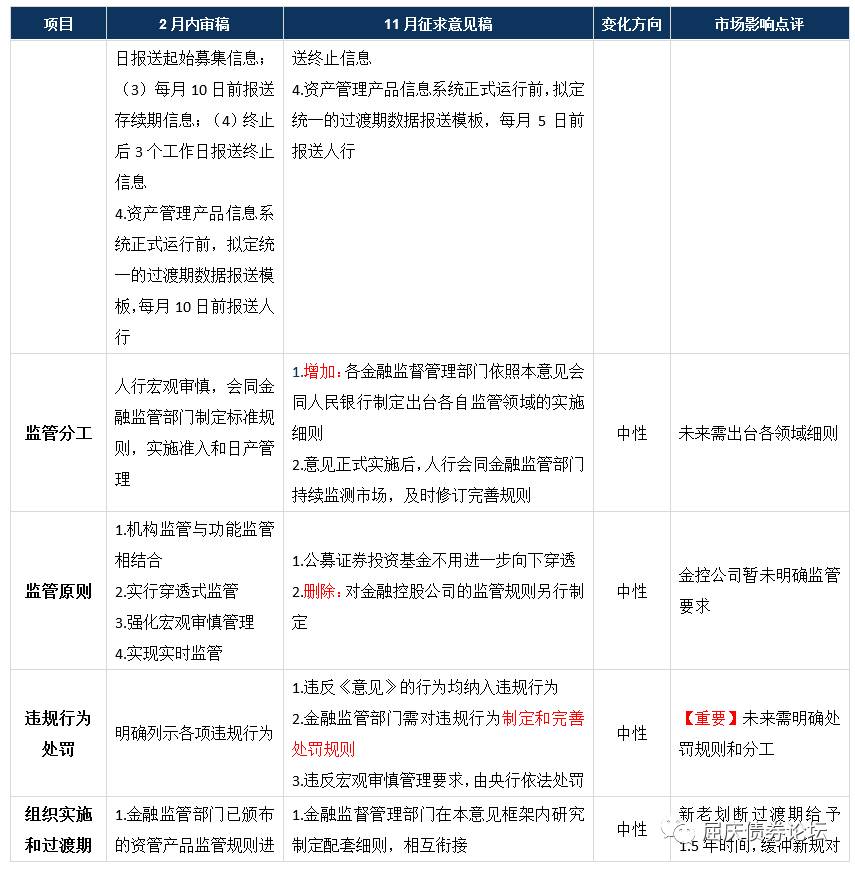 项目
2月内审稿
11月征求意见稿
变化方向
市场影响点评
日报送起始募集信息；
（3）每月10日前报送
存续期信息；（4）终止
后3个工作日报送终止
信息
4.资产管理产品信息系
统正式运行前，拟定统
一的过渡期数据报送模
板，每月10日前报送人
行
送终止信息
4.资产管理产品信息系统正式运行前，拟定
统一的过渡期数据报送模板，每月5日前
报送人行
监管分工
人行宏观审慎，会同金
融监管部门制定标准规
则，实施准入和日产管
理
1.增加：各金融监督管理部门依照本意见会
同人民银行制定出台各自监管领域的实施
细则
2.意见正式实施后，人行会同金融监管部门
持续监测市场，及时修订完善规则
中性
未来需出台各领域细则
监管原则
1.机构监管与功能监管
相结合
2.实行穿透式监管
3.强化宏观审慎管理
4.实现实时监管
1.公募证券投资基金不用进一步向下穿透
2.删除：对金融控股公司的监管规则另行制
定
中性
金控公司暂未明确监管
要求
违规行为
处罚
明确列示各项违规行为
1.违反《意见》的行为均纳入违规行为
2.金融监管部门需对违规行为制定和完善
处罚规则
3.违反宏观审慎管理要求，由央行依法处罚
中性
【重要】未来需明确处
罚规则和分工
组织实施
和过渡期
1.金融监管部门已颁布
的资管产品监管规则进
1.金融监督管理部门在本意见框架内研究
制定配套细则，相互衔接
中性
新老划断过渡期给予
1.5年时间，缓冲新规对
屈庆债券论坛